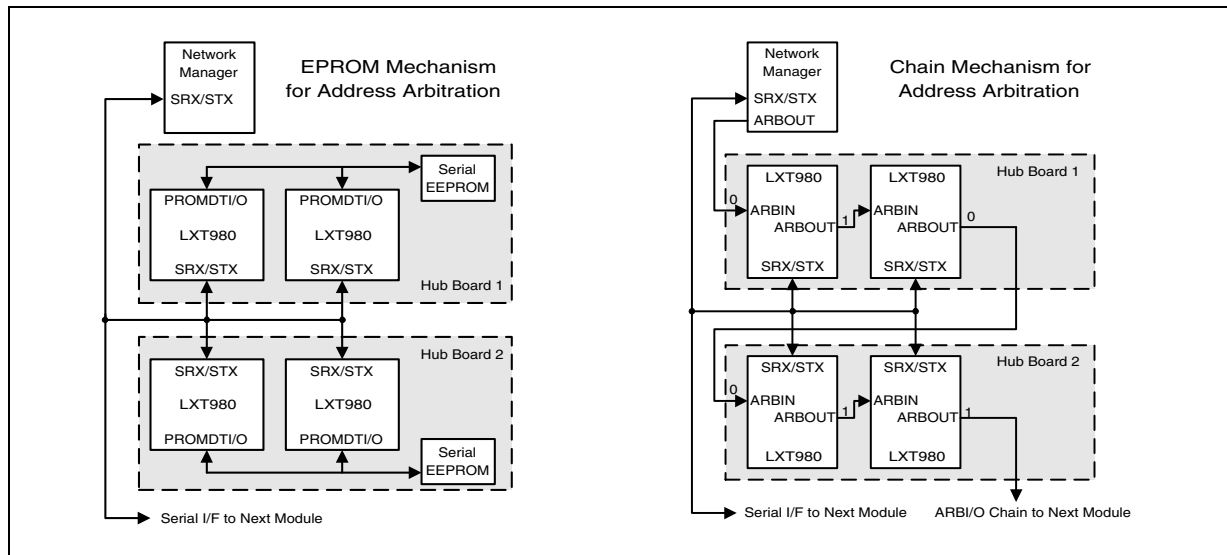 EPROM Mechanism
for Address Arbitration
Network
Manager
SRX/STX
Serial
EEPROM
PROMDTI/O
LXT980
SRX/STX
PROMDTI/O
LXT980
SRX/STX
Hub Board 1
Hub Board 2
SRX/STX
LXT980
PROMDTI/O
SRX/STX
LXT980
PROMDTI/O
Serial
EEPROM
Serial I/F to Next Module
Chain Mechanism for
Address Arbitration
Network
Manager
SRX/STX
ARBOUT
Hub Board 1
0
LXT980
ARBIN
ARBOUT
SRX/STX
1
LXT980
ARBIN
ARBOUT
SRX/STX
0
Hub Board 2
0
SRX/STX
ARBIN
ARBOUT
LXT980
1
SRX/STX
ARBIN
ARBOUT
LXT980
1
Serial I/F to Next Module
ARBI/O Chain to Next Module